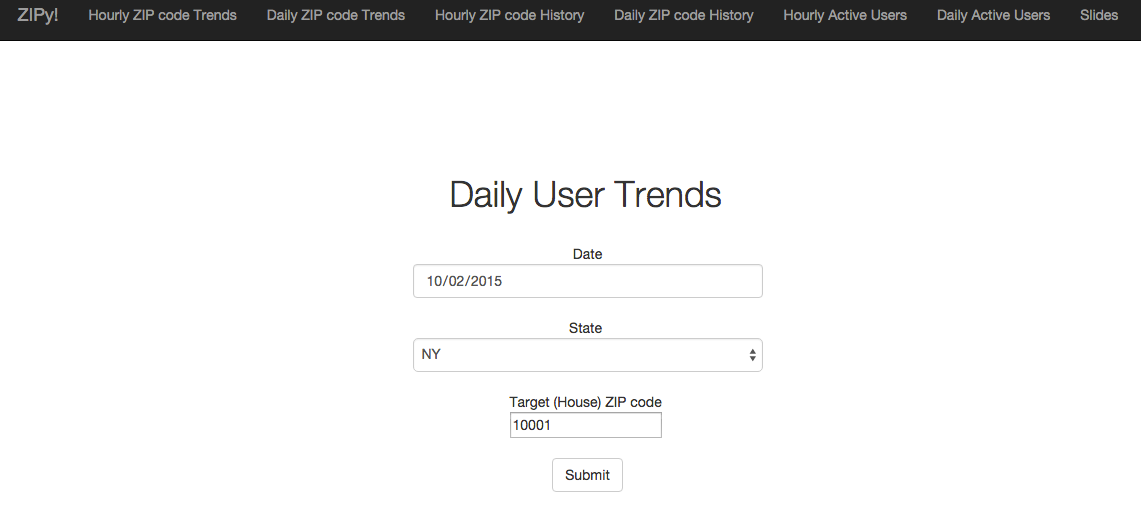 ZIPy! Hourly ZIP code Trends Daily ZIP code Trends Hourly ZIP code History Daily ZIP code History Hourly Active Users Daily Active Users Slides
Daily User Trends
Date
10/02/2015
State
NY
Target (House) ZIP code
10001
Submit